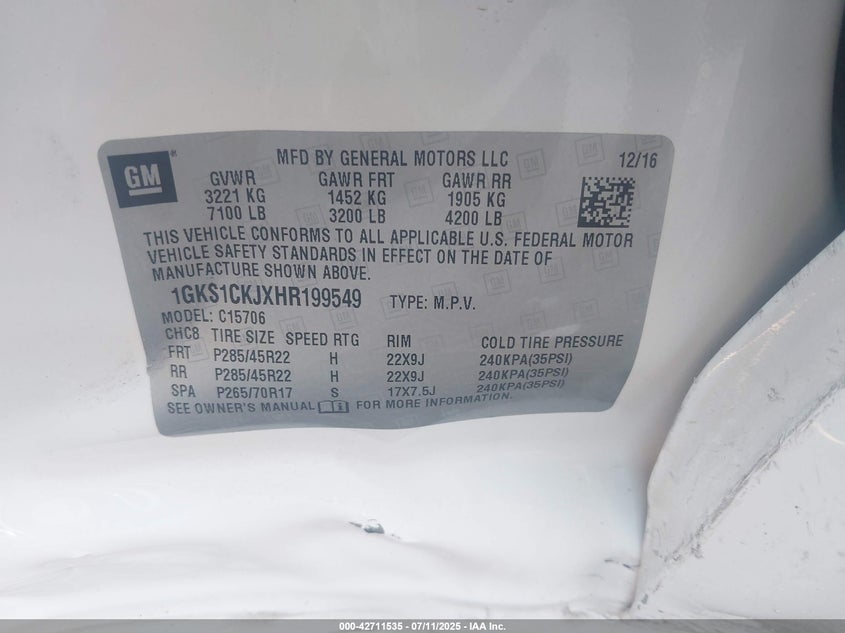 GM
MFD BY GENERAL MOTORS LLC 12/16
GVWR GAWR FRT GAWR RR
3221 KG 1452 KG 1905 KG
7100 LB 3200 LB 4200 LB
THIS VEHICLE CONFORMS TO ALL APPLICABLE U.S. FEDERAL MOTOR
VEHICLE SAFETY STANDARDS IN EFFECT ON THE DATE OF
MANUFACTURE SHOWN ABOVE.
1GKS1CKJXHR199549 TYPE: M.P.V.
MODEL: C15706
CHC8 TIRE SIZE SPEED RTG RIM COLD TIRE PRESSURE
FRT P285/45R22 H 22X9J 240KPA(35PSI)
RR P285/45R22 H 22X9J 240KPA(35PSI)
SPA P265/70R17 S 17X7.5J 240KPA(35PSI)
SEE OWNER'S MANUAL FOR MORE INFORMATION.
000-42711535 - 07/11/2025 - IAA Inc.